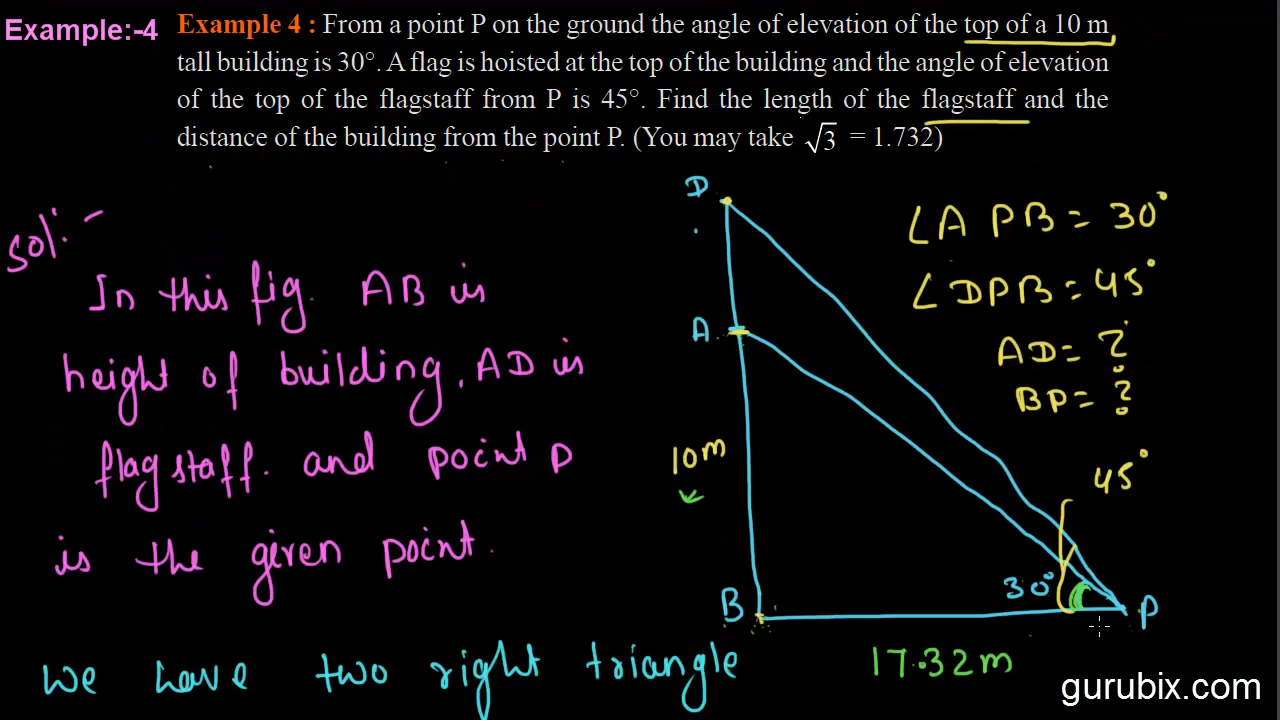 Example:-4
Example 4 : From a point P on the ground the angle of elevation of the top of a 10 m
tall building is 30°. A flag is hoisted at the top of the building and the angle of elevation
of the top of the flagstaff from P is 45°. Find the length of the flagstaff and the
distance of the building from the point P. (You may take √3 = 1.732)
Sol:-
In this fig. AB is
height of building, AD is
flagstaff. and point P
is the given point.
We have two right triangle
D
A
10m
B
30°
P
45°
17.32m
∠APB = 30°
∠DPB = 45°
AD = ?
BP = ?
gurubix.com